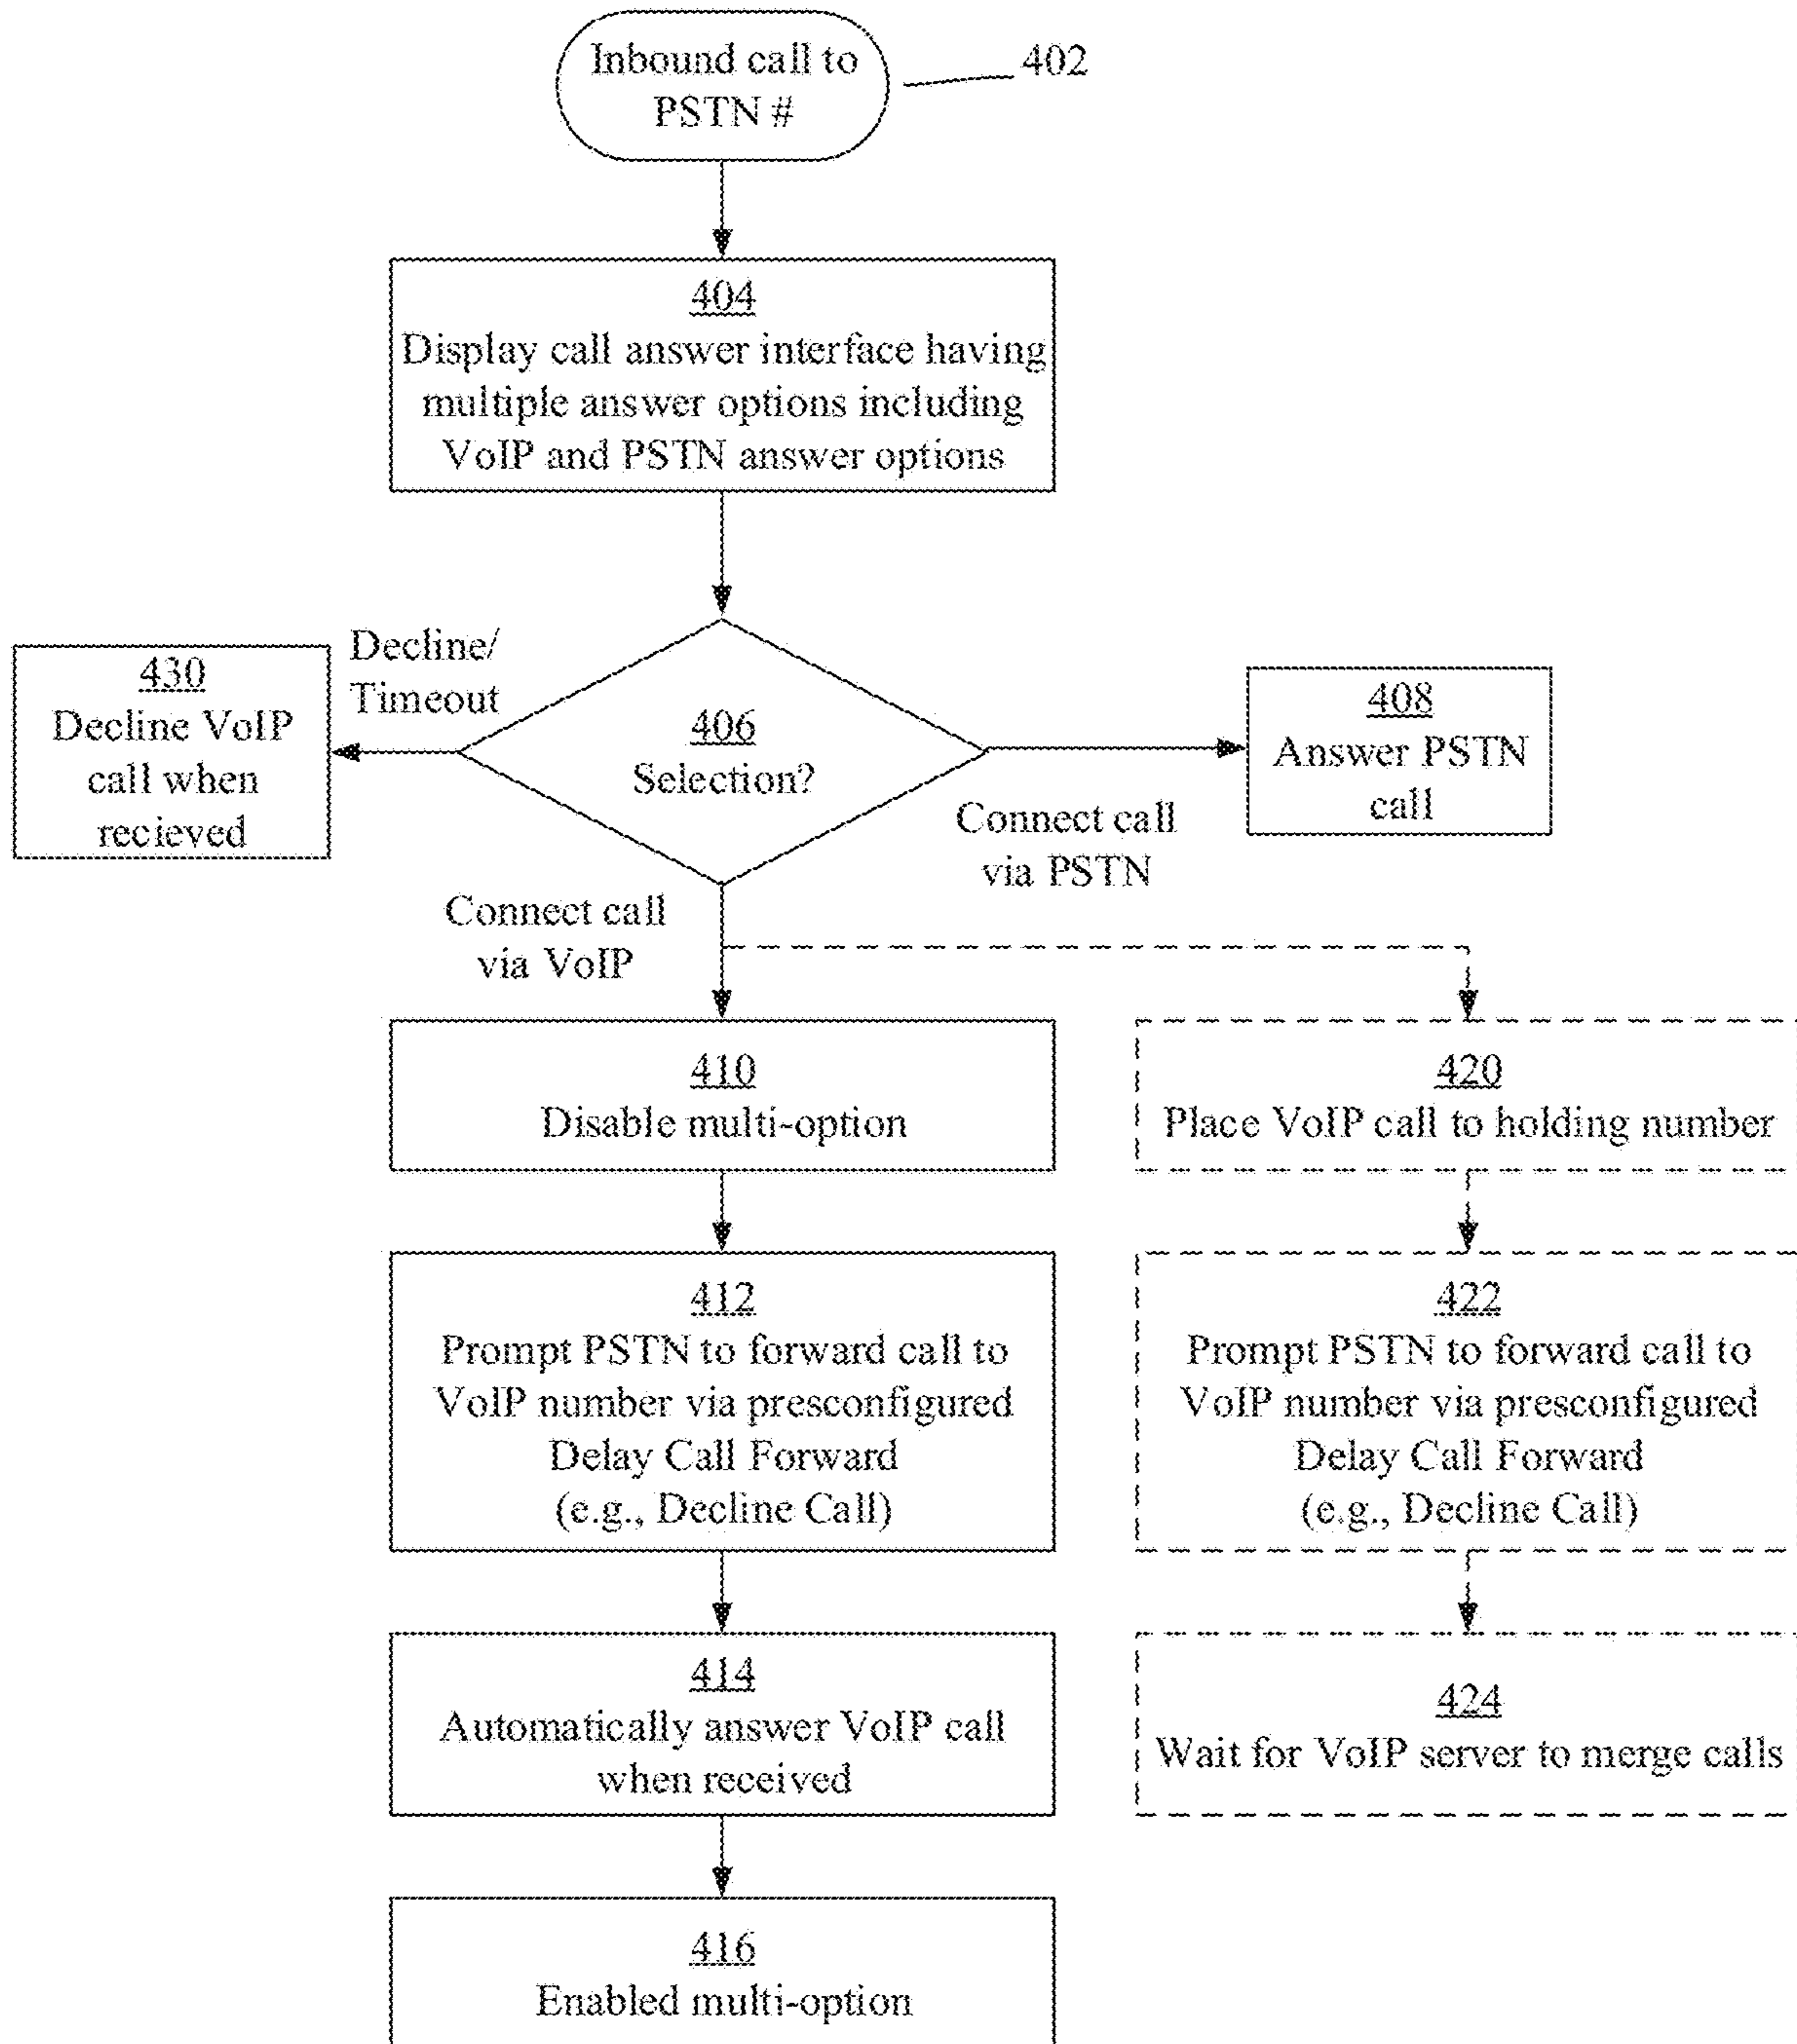 Inbound call to
PSTN #
402
404
Display call answer interface having
multiple answer options including
VoIP and PSTN answer options
Decline/
Timeout
430
Decline VoIP
call when
recieved
406
Selection?
408
Answer PSTN
call
Connect call
via PSTN
Connect call
via VoIP
410
Disable multi-option
420
Place VoIP call to holding number
412
Prompt PSTN to forward call to
VoIP number via presconfigured
Delay Call Forward
(e.g., Decline Call)
422
Prompt PSTN to forward call to
VoIP number via presconfigured
Delay Call Forward
(e.g., Decline Call)
414
Automatically answer VoIP call
when received
424
Wait for VoIP server to merge calls
416
Enabled multi-option